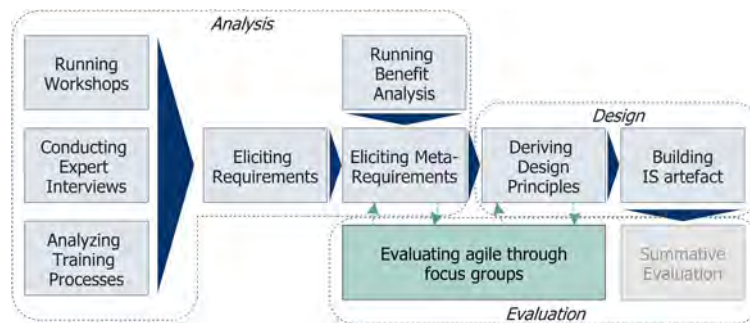 Analysis
Running
Workshops
Running
Benefit
Analysis
Design
Conducting
Expert
Interviews
Eliciting
Requirements
Eliciting Meta-
Requirements
Deriving
Design
Principles
Building
IS artefact
Analyzing
Training
Processes
Evaluating agile through
focus groups
Summative
Evaluation
Evaluation